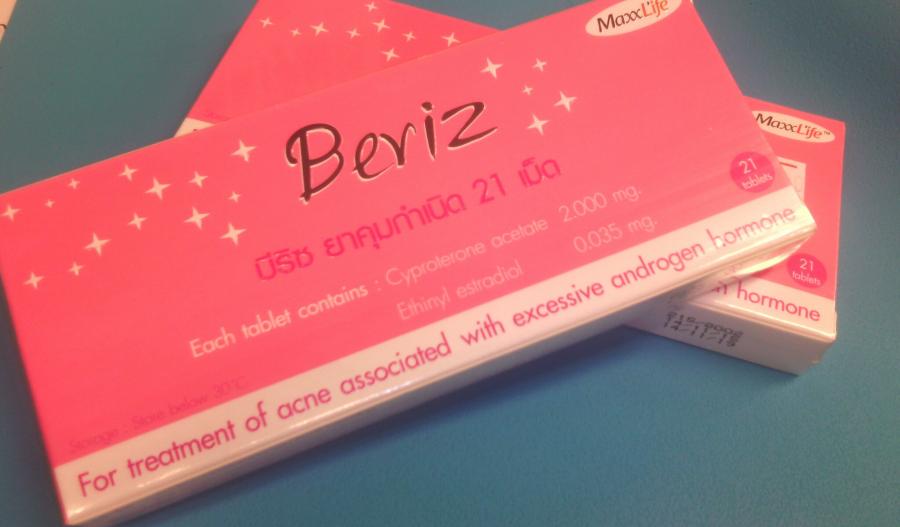 MaxxLife
Beriz
21
tablets
บีริซ ยาคุมกำเนิด 21 เม็ด
Each tablet contains : Cyproterone acetate 2.000 mg.
Ethinyl estradiol 0.035 mg.
Storage : Store below 30°C
For treatment of acne associated with excessive androgen hormone
MaxxLife™
21
tablets
hormone